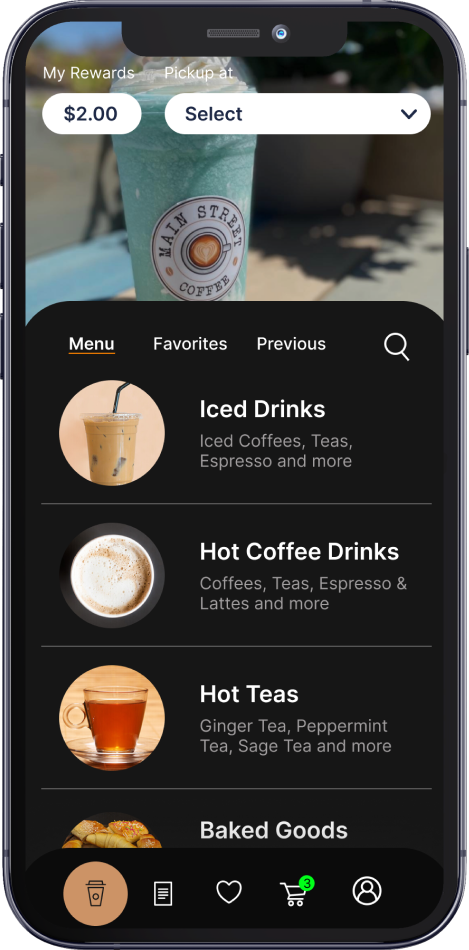 My Rewards
Pickup at
$2.00
Select
MAIN STREET
COFFEE
Menu
Favorites
Previous
Iced Drinks
Iced Coffees, Teas,
Espresso and more
Hot Coffee Drinks
Coffees, Teas, Espresso &
Lattes and more
Hot Teas
Ginger Tea, Peppermint
Tea, Sage Tea and more
Baked Goods
3